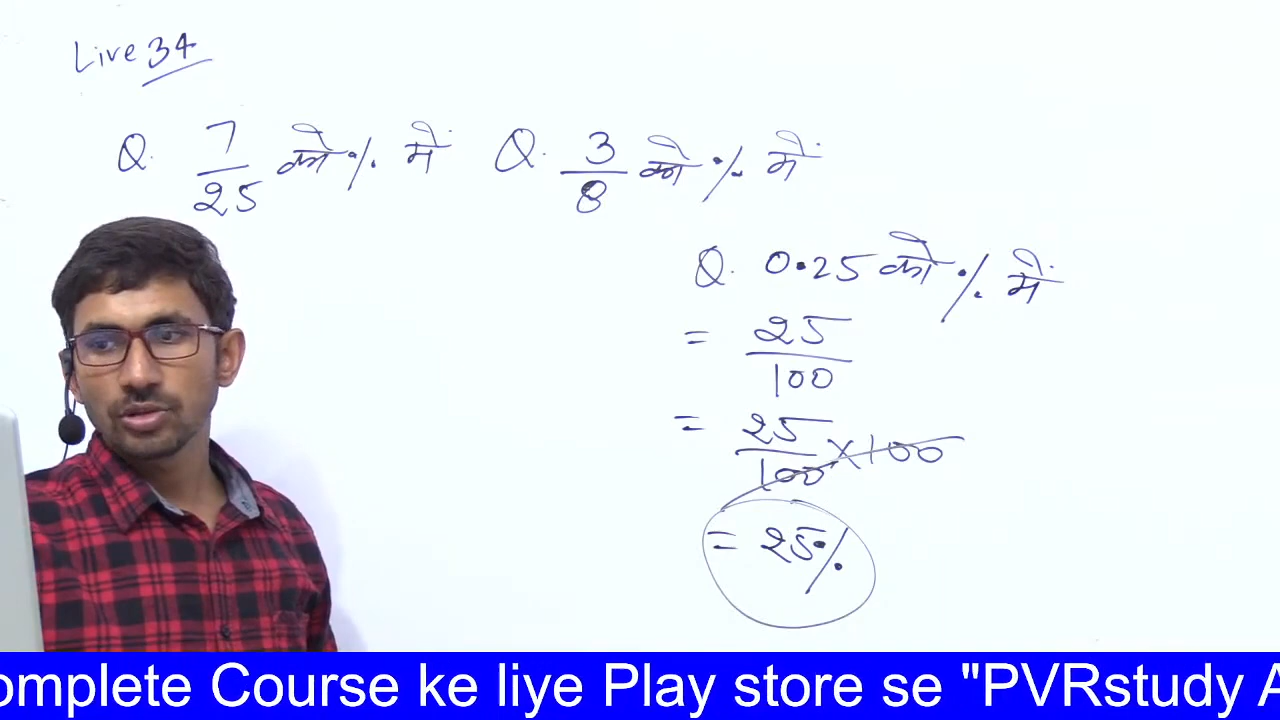 Live 34
Q. 7/25 को % में Q. 3/8 को % में
Q. 0.25 को % में
= 25/100
= 25/100 × 100
= 25%
omplete Course ke liye Play store se "PVRstudy A